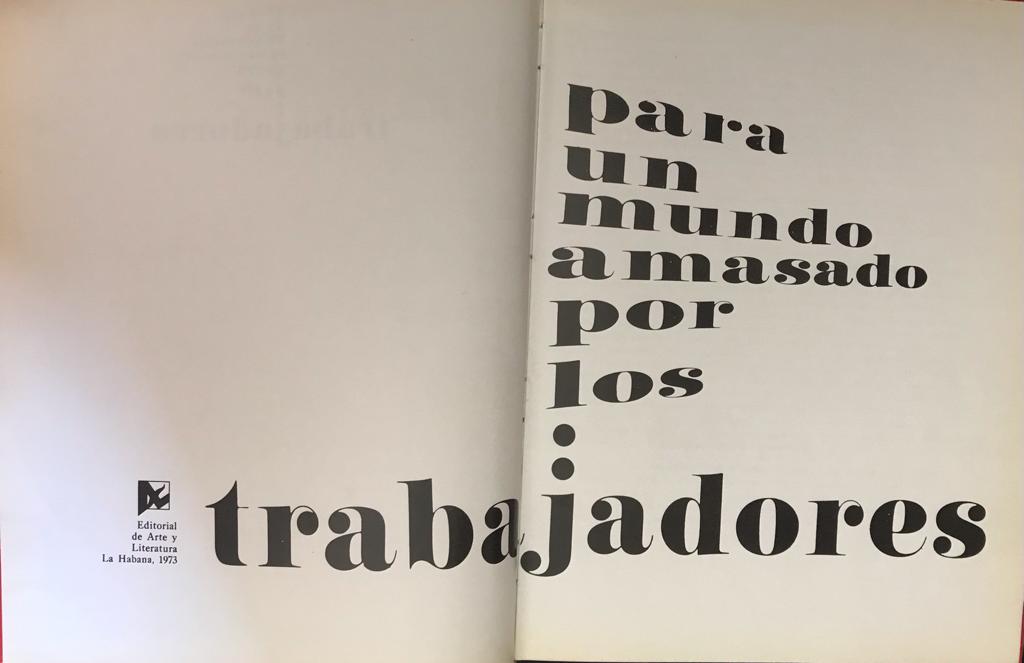 para
un
mundo
amasado
por
los
trabajadores
Editorial
de Arte y
Literatura
La Habana, 1973